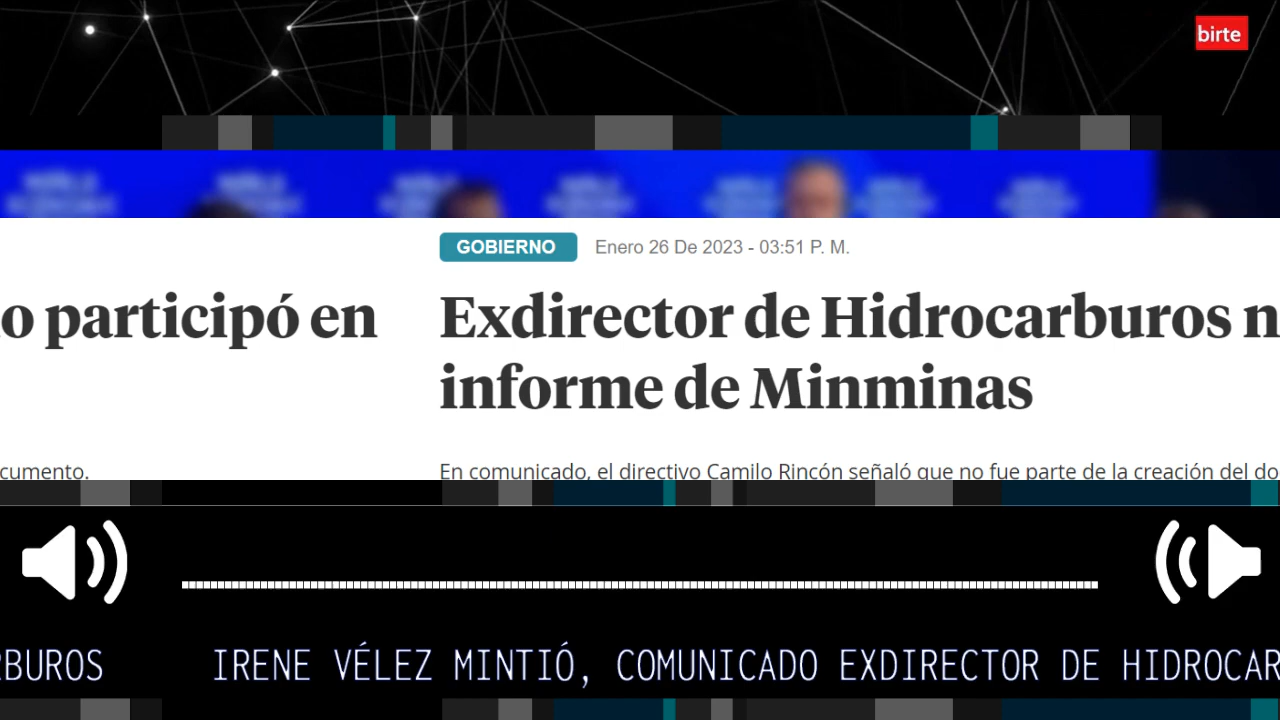 birte
GOBIERNO Enero 26 De 2023 - 03:51 P. M.
participó en
Exdirector de Hidrocarburos
informe de Minminas
cumento.
En comunicado, el directivo Camilo Rincón señaló que no fue parte de la creación del do
BUROS
IRENE VÉLEZ MINTIÓ, COMUNICADO EXDIRECTOR DE HIDROCAR